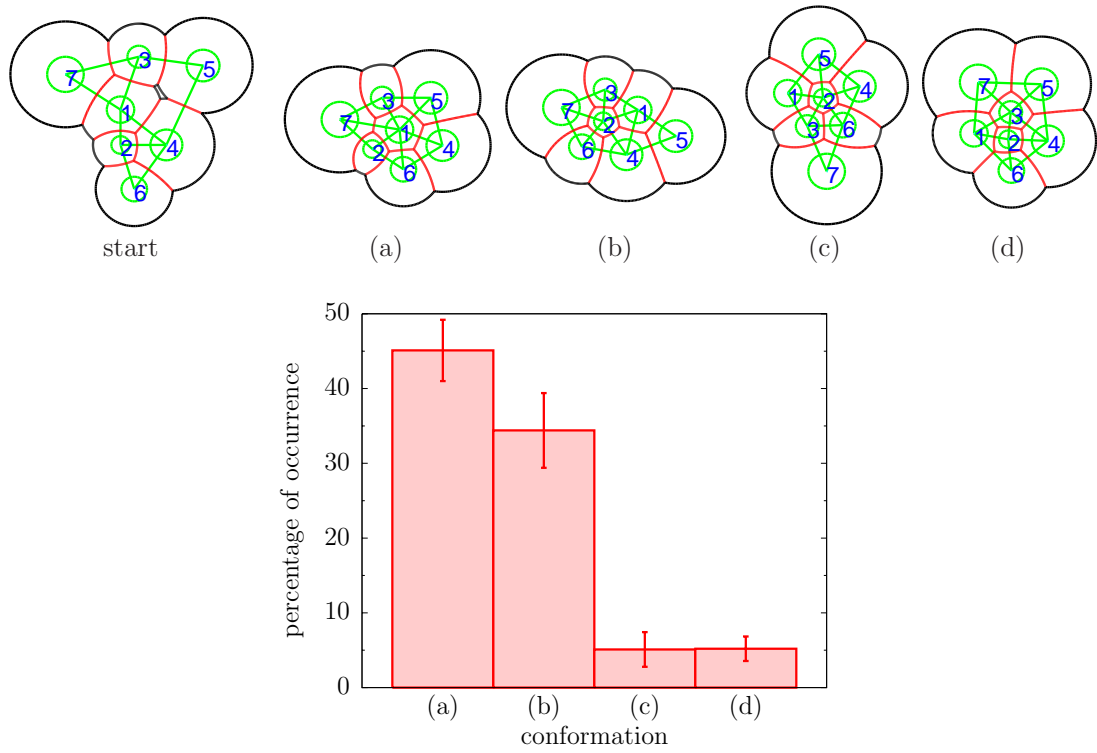 7 3 5
1
2 4
6
start
3 5
7 1
2 4
6
(a)
3
7 1
2
6 4 5
(b)
5
1 2 4
3 6
7
(c)
7 5
3
1 2 4
6
(d)
50
40
30
20
10
0
percentage of occurrence
(a) (b) (c) (d)
conformation